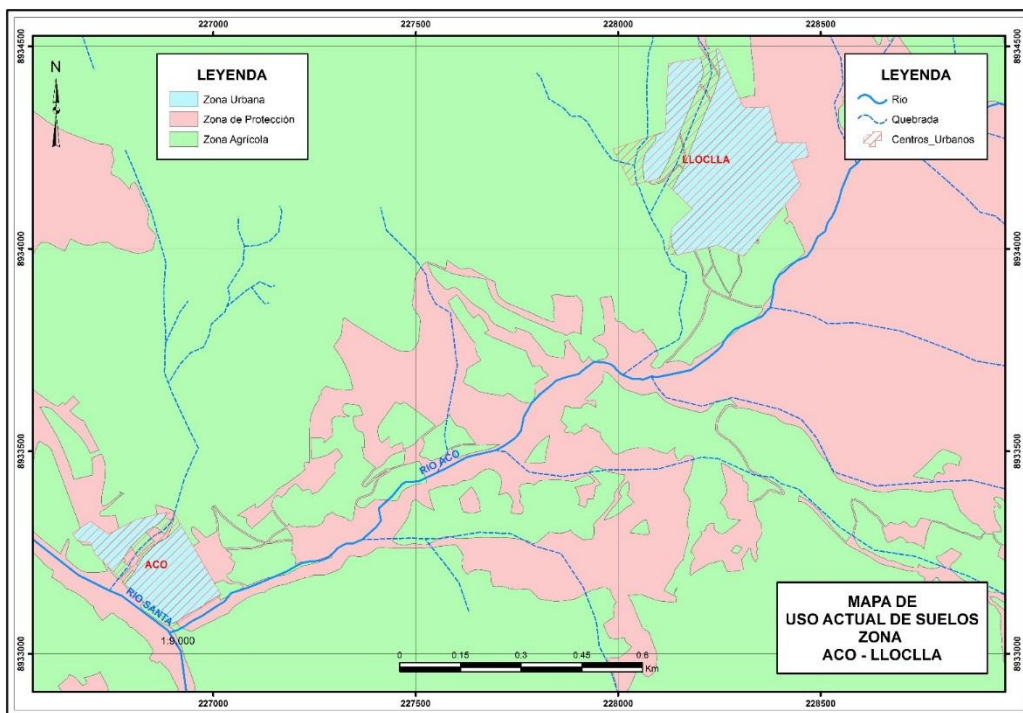 227000
227500
228000
228500
8934500
8934500
N
LEYENDA
Zona Urbana
Zona de Protección
Zona Agrícola
LEYENDA
Rio
Quebrada
Centros_Urbanos
LLOCLLA
8934000
8934000
8933500
8933500
RIO ACO
ACO
RIO SANTA
1:9,000
MAPA DE
USO ACTUAL DE SUELOS
ZONA
ACO - LLOCLLA
8933000
8933000
0 0.15 0.3 0.45 0.6
Km
227000
227500
228000
228500